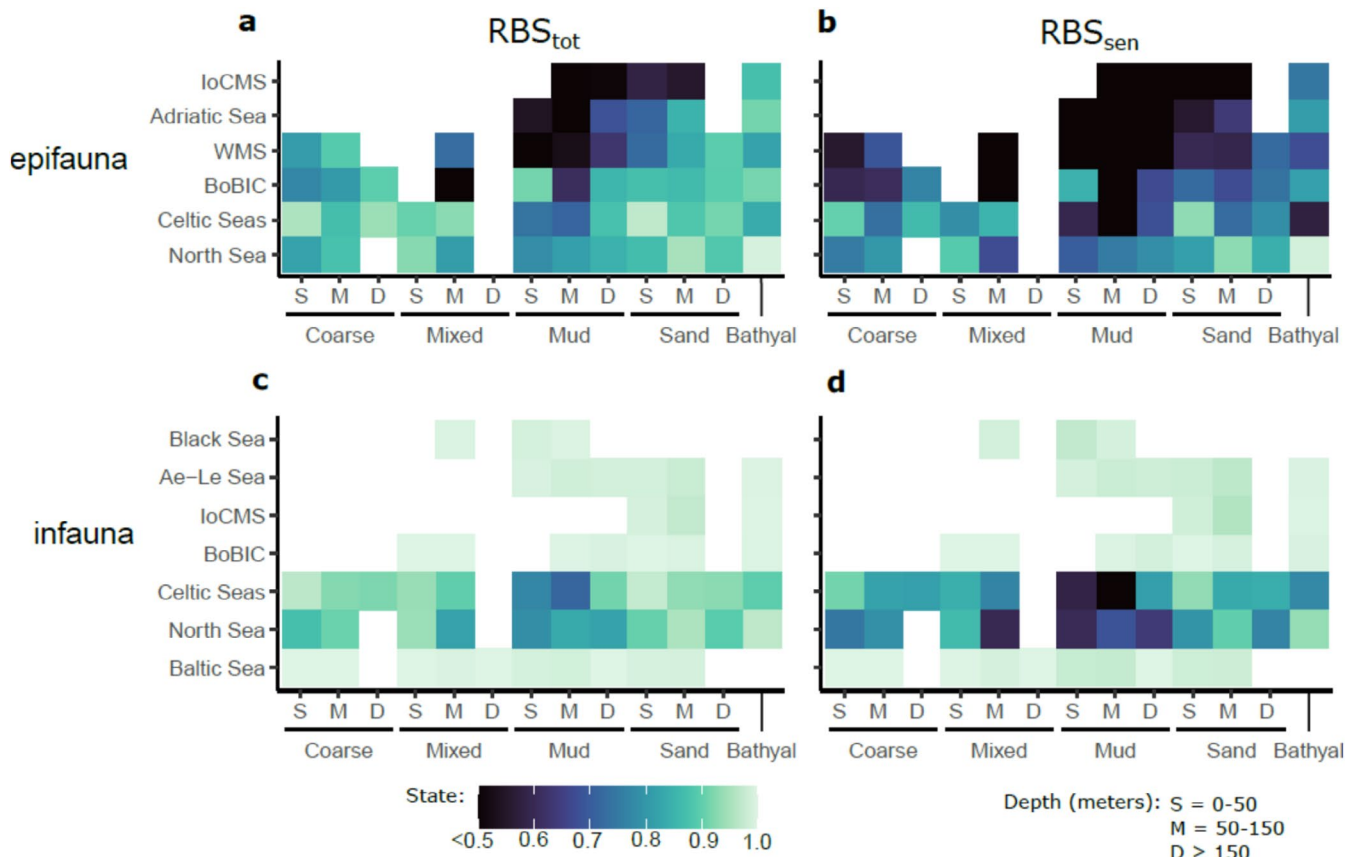 a RBStot b RBSsen
epifauna
IoCMS
Adriatic Sea
WMS
BoBIC
Celtic Seas
North Sea
S M D S M D S M D S M D
Coarse Mixed Mud Sand Bathyal
S M D S M D S M D S M D
Coarse Mixed Mud Sand Bathyal
c d
infauna
Black Sea
Ae–Le Sea
IoCMS
BoBIC
Celtic Seas
North Sea
Baltic Sea
S M D S M D S M D S M D
Coarse Mixed Mud Sand Bathyal
S M D S M D S M D S M D
Coarse Mixed Mud Sand Bathyal
State:
<0.5 0.6 0.7 0.8 0.9 1.0
Depth (meters): S = 0-50
M = 50-150
D > 150